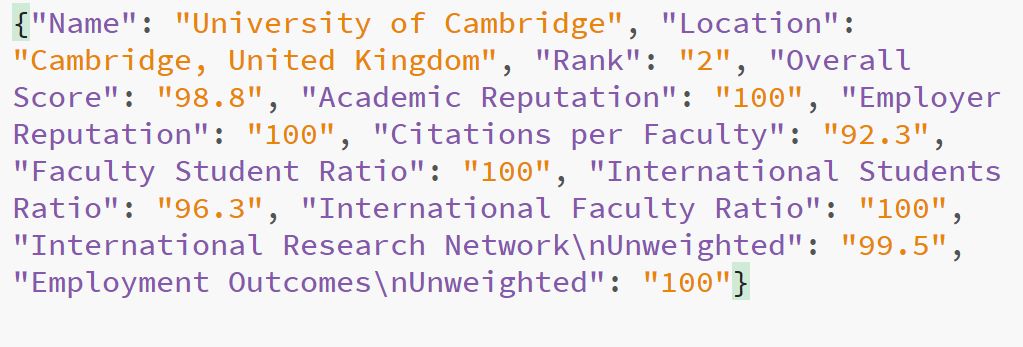 {"Name": "University of Cambridge", "Location":
"Cambridge, United Kingdom", "Rank": "2", "Overall
Score": "98.8", "Academic Reputation": "100", "Employer
Reputation": "100", "Citations per Faculty": "92.3",
"Faculty Student Ratio": "100", "International Students
Ratio": "96.3", "International Faculty Ratio": "100",
"International Research Network\nUnweighted": "99.5",
"Employment Outcomes\nUnweighted": "100"}